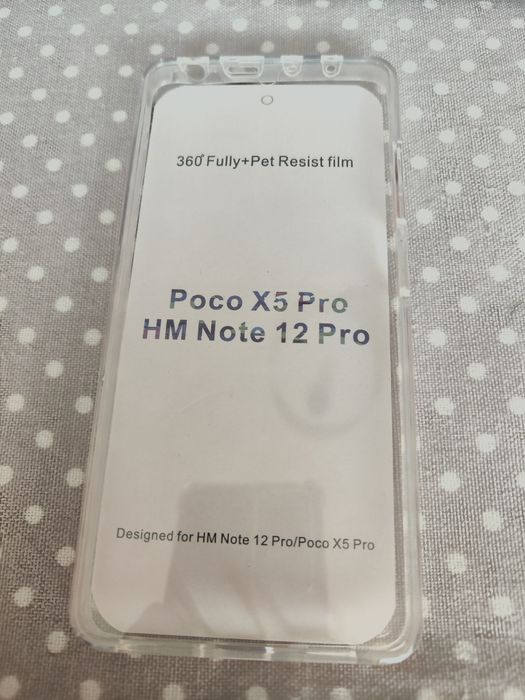 360° Fully+Pet Resist film
Poco X5 Pro
HM Note 12 Pro
Designed for HM Note 12 Pro/Poco X5 Pro